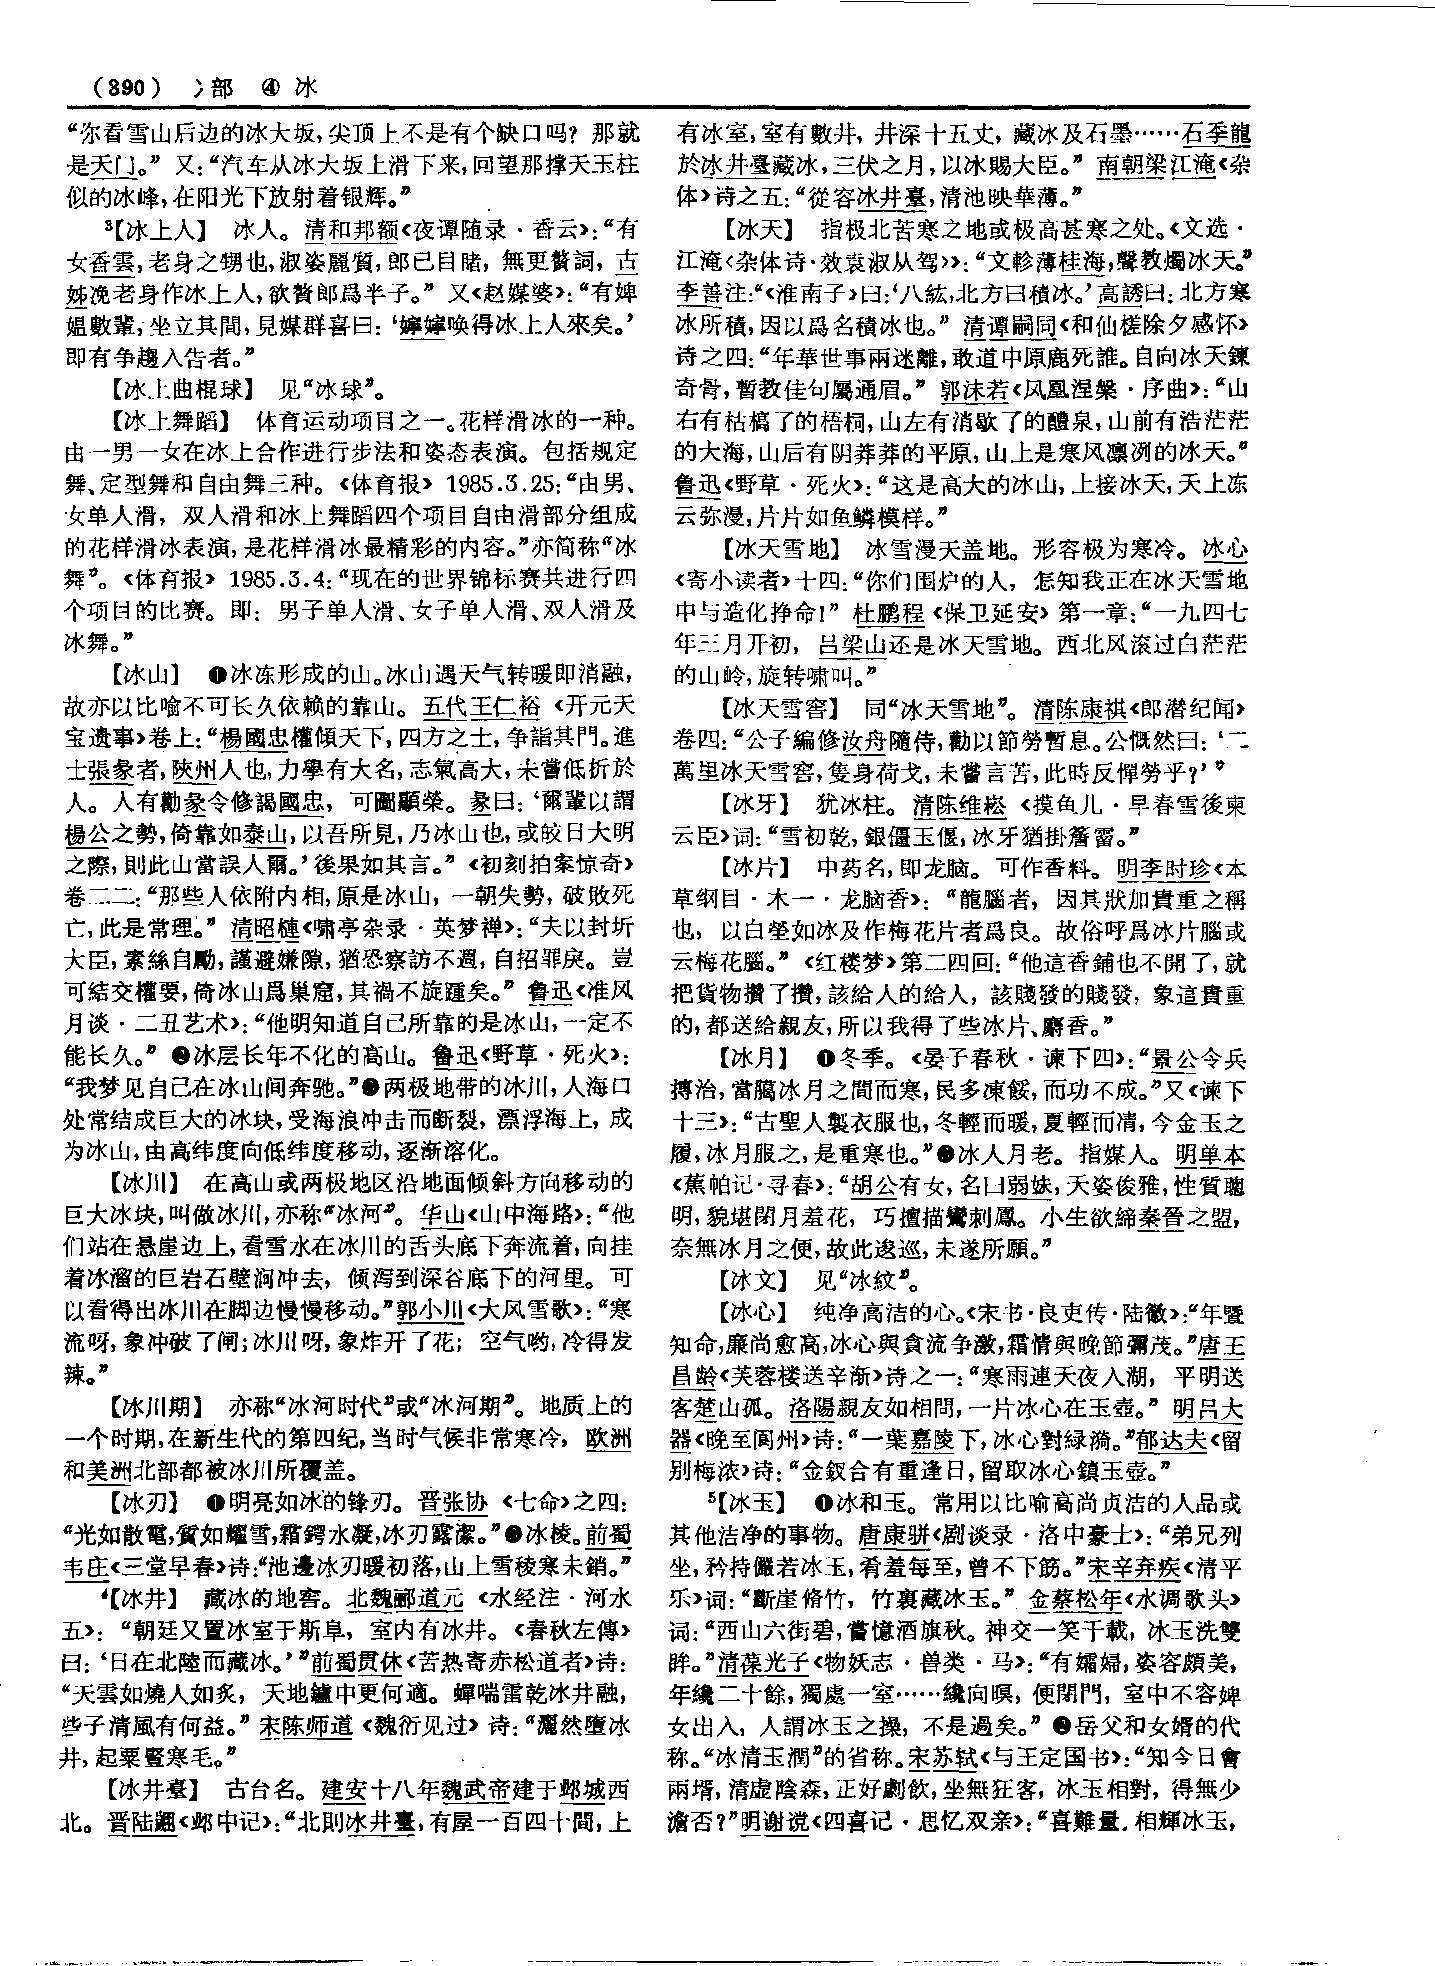 (390) 冫部 ④ 冰
“你看雪山后边的冰大坂,尖顶上不是有个缺口吗? 那就
是天门。” 又:“汽车从冰大坂上滑下来,回望那撑天玉柱
似的冰峰,在阳光下放射着银辉。”
³【冰上人】 冰人。清和邦额《夜谭随录·香云》:“有
女香雲,老身之甥也,淑姿麗質,郎已目睹,無更贅詞,古
姊浼老身作冰上人,欲贅郎爲半子。” 又《赵媒婆》:“有婢
媪數輩,坐立其間,見媒群喜曰:‘嬸嬸唤得冰上人來矣。’
即有争趨入告者。”
【冰上曲棍球】 见“冰球”。
【冰上舞蹈】 体育运动项目之一。花样滑冰的一种。
由一男一女在冰上合作进行步法和姿态表演。包括规定
舞、定型舞和自由舞三种。《体育报》 1985.3.25:“由男、
女单人滑, 双人滑和冰上舞蹈四个项目自由滑部分组成
的花样滑冰表演,是花样滑冰最精彩的内容。”亦简称“冰
舞”。《体育报》 1985.3.4:“现在的世界锦标赛共进行四
个项目的比赛。即: 男子单人滑、女子单人滑、双人滑及
冰舞。”
【冰山】 ❶冰冻形成的山。冰山遇天气转暖即消融,
故亦以比喻不可长久依赖的靠山。五代王仁裕《开元天
宝遗事》卷上:“楊國忠權傾天下,四方之士,争詣其門。進
士張彖者,陝州人也,力學有大名,志氣高大,未嘗低折於
人。人有勸彖令修謁國忠, 可圖顯榮。彖曰:‘爾輩以謂
楊公之勢,倚靠如泰山,以吾所見,乃冰山也,或皎日大明
之際,則此山當誤人爾。’後果如其言。” 《初刻拍案惊奇》
卷二二:“那些人依附内相,原是冰山, 一朝失勢, 破败死
亡,此是常理。” 清昭梿《啸亭杂录·英梦禅》:“夫以封圻
大臣,素絲自勵,謹避嫌隙,猶恐察訪不週,自招罪戾。豈
可結交權要,倚冰山爲巢窟,其禍不旋踵矣。” 鲁迅《准风
月谈·二丑艺术》:“他明知道自己所靠的是冰山,一定不
能长久。” ❷冰层长年不化的高山。鲁迅《野草·死火》:
“我梦见自己在冰山间奔驰。”❸两极地带的冰川,入海口
处常结成巨大的冰块,受海浪冲击而断裂, 漂浮海上, 成
为冰山,由高纬度向低纬度移动,逐渐溶化。
【冰川】 在高山或两极地区沿地面倾斜方向移动的
巨大冰块,叫做冰川,亦称“冰河”。华山《山中海路》:“他
们站在悬崖边上,看雪水在冰川的舌头底下奔流着,向挂
着冰溜的巨岩石壁涧冲去, 倾泻到深谷底下的河里。可
以看得出冰川在脚边慢慢移动。”郭小川《大风雪歌》:“寒
流呀,象冲破了闸;冰川呀,象炸开了花; 空气哟,冷得发
辣。”
【冰川期】 亦称“冰河时代”或“冰河期”。地质上的
一个时期,在新生代的第四纪,当时气候非常寒冷, 欧洲
和美洲北部都被冰川所覆盖。
【冰刃】 ❶明亮如冰的锋刃。晋张协《七命》之四:
“光如散電,質如耀雪,霜鍔水凝,冰刃露潔。”❷冰棱。前蜀
韦庄《三堂早春》诗:“池邊冰刃暖初落,山上雪稜寒未銷。”
⁴【冰井】 藏冰的地窖。北魏郦道元《水经注·河水
五》: “朝廷又置冰室于斯阜, 室内有冰井。《春秋左傳》
曰:‘日在北陸而藏冰。’”前蜀贯休《苦热寄赤松道者》诗:
“天雲如燒人如炙, 天地鑪中更何適。蟬喘雷乾冰井融,
些子清風有何益。” 宋陈师道《魏衍见过》 诗:“灑然墮冰
井,起粟豎寒毛。”
【冰井臺】 古台名。建安十八年魏武帝建于邺城西
北。晋陆翽《邺中记》:“北則冰井臺,有屋一百四十間,上
有冰室,室有數井,井深十五丈,藏冰及石墨……石季龍
於冰井臺藏冰,三伏之月,以冰賜大臣。” 南朝梁江淹《杂
体》诗之五:“從容冰井臺,清池映華薄。”
【冰天】 指极北苦寒之地或极高甚寒之处。《文选·
江淹〈杂体诗·效袁淑从驾〉》:“文軫薄桂海,聲教燭冰天。”
李善注:“《淮南子》曰:‘八紘,北方曰積冰。’高誘曰:北方寒
冰所積,因以爲名積冰也。” 清谭嗣同《和仙槎除夕感怀》
诗之四:“年華世事兩迷離,敢道中原鹿死誰。自向冰天鍊
奇骨,暫教佳句屬通眉。” 郭沫若《凤凰涅槃·序曲》:“山
右有枯槁了的梧桐,山左有消歇了的醴泉,山前有浩茫茫
的大海,山后有阴莽莽的平原,山上是寒风凛冽的冰天。”
鲁迅《野草·死火》:“这是高大的冰山,上接冰天,天上冻
云弥漫,片片如鱼鳞模样。”
【冰天雪地】 冰雪漫天盖地。形容极为寒冷。冰心
《寄小读者》十四:“你们围炉的人, 怎知我正在冰天雪地
中与造化挣命!” 杜鹏程《保卫延安》第一章:“一九四七
年三月开初, 吕梁山还是冰天雪地。西北风滚过白茫茫
的山岭,旋转啸叫。”
【冰天雪窖】 同“冰天雪地”。清陈康祺《郎潜纪闻》
卷四:“公子編修汝舟隨侍,勸以節勞暫息。公慨然曰:‘二
萬里冰天雪窖,隻身荷戈,未嘗言苦,此時反憚勞乎?’”
【冰牙】 犹冰柱。清陈维崧《摸鱼儿·早春雪後柬
云臣》词:“雪初乾,銀僵玉偃,冰牙猶掛簷霤。”
【冰片】 中药名,即龙脑。可作香料。明李时珍《本
草纲目·木一·龙脑香》: “龍腦者, 因其狀加貴重之稱
也, 以白瑩如冰及作梅花片者爲良。故俗呼爲冰片腦或
云梅花腦。” 《红楼梦》第二四回:“他這香鋪也不開了,就
把貨物攢了攢,該給人的給人, 該賤發的賤發, 象這貴重
的,都送給親友,所以我得了些冰片、麝香。”
【冰月】 ❶冬季。《晏子春秋·谏下四》:“景公令兵
摶治,當臈冰月之間而寒,民多凍餒,而功不成。”又《谏下
十三》:“古聖人製衣服也,冬輕而暖,夏輕而凊,今金玉之
履,冰月服之,是重寒也。”❷冰人月老。指媒人。明单本
《蕉帕记·寻春》:“胡公有女,名曰弱妹,天姿俊雅,性質聰
明,貌堪閉月羞花, 巧擅描鸞刺鳳。小生欲締秦晉之盟,
奈無冰月之便,故此逡巡,未遂所願。”
【冰文】 见“冰紋”。
【冰心】 纯净高洁的心。《宋书·良吏传·陆徽》:“年暨
知命,廉尚愈高,冰心與貪流争激,霜情與晚節彌茂。”唐王
昌龄《芙蓉楼送辛渐》诗之一:“寒雨連天夜入湖, 平明送
客楚山孤。洛陽親友如相問,一片冰心在玉壺。” 明吕大
器《晚至阆州》诗:“一葉嘉陵下,冰心對緑漪。”郁达夫《留
别梅浓》诗:“金釵合有重逢日,留取冰心鎮玉壺。”
⁵【冰玉】 ❶冰和玉。常用以比喻高尚贞洁的人品或
其他洁净的事物。唐康骈《剧谈录·洛中豪士》:“弟兄列
坐,矜持儼若冰玉,肴羞每至,曾不下筯。”宋辛弃疾《清平
乐》词:“斷崖脩竹, 竹裏藏冰玉。” 金蔡松年《水调歌头》
词:“西山六街碧,嘗憶酒旗秋。神交一笑千載, 冰玉洗雙
眸。”清葆光子《物妖志·兽类·马》:“有孀婦,姿容頗美,
年纔二十餘,獨處一室……纔向暝, 便閉門, 室中不容婢
女出入, 人謂冰玉之操, 不是過矣。” ❷岳父和女婿的代
称。“冰清玉潤”的省称。宋苏轼《与王定国书》:“知今日會
兩壻,清虚陰森,正好劇飲,坐無狂客, 冰玉相對, 得無少
澹否?”明谢谠《四喜记·思忆双亲》:“喜難量,相輝冰玉,